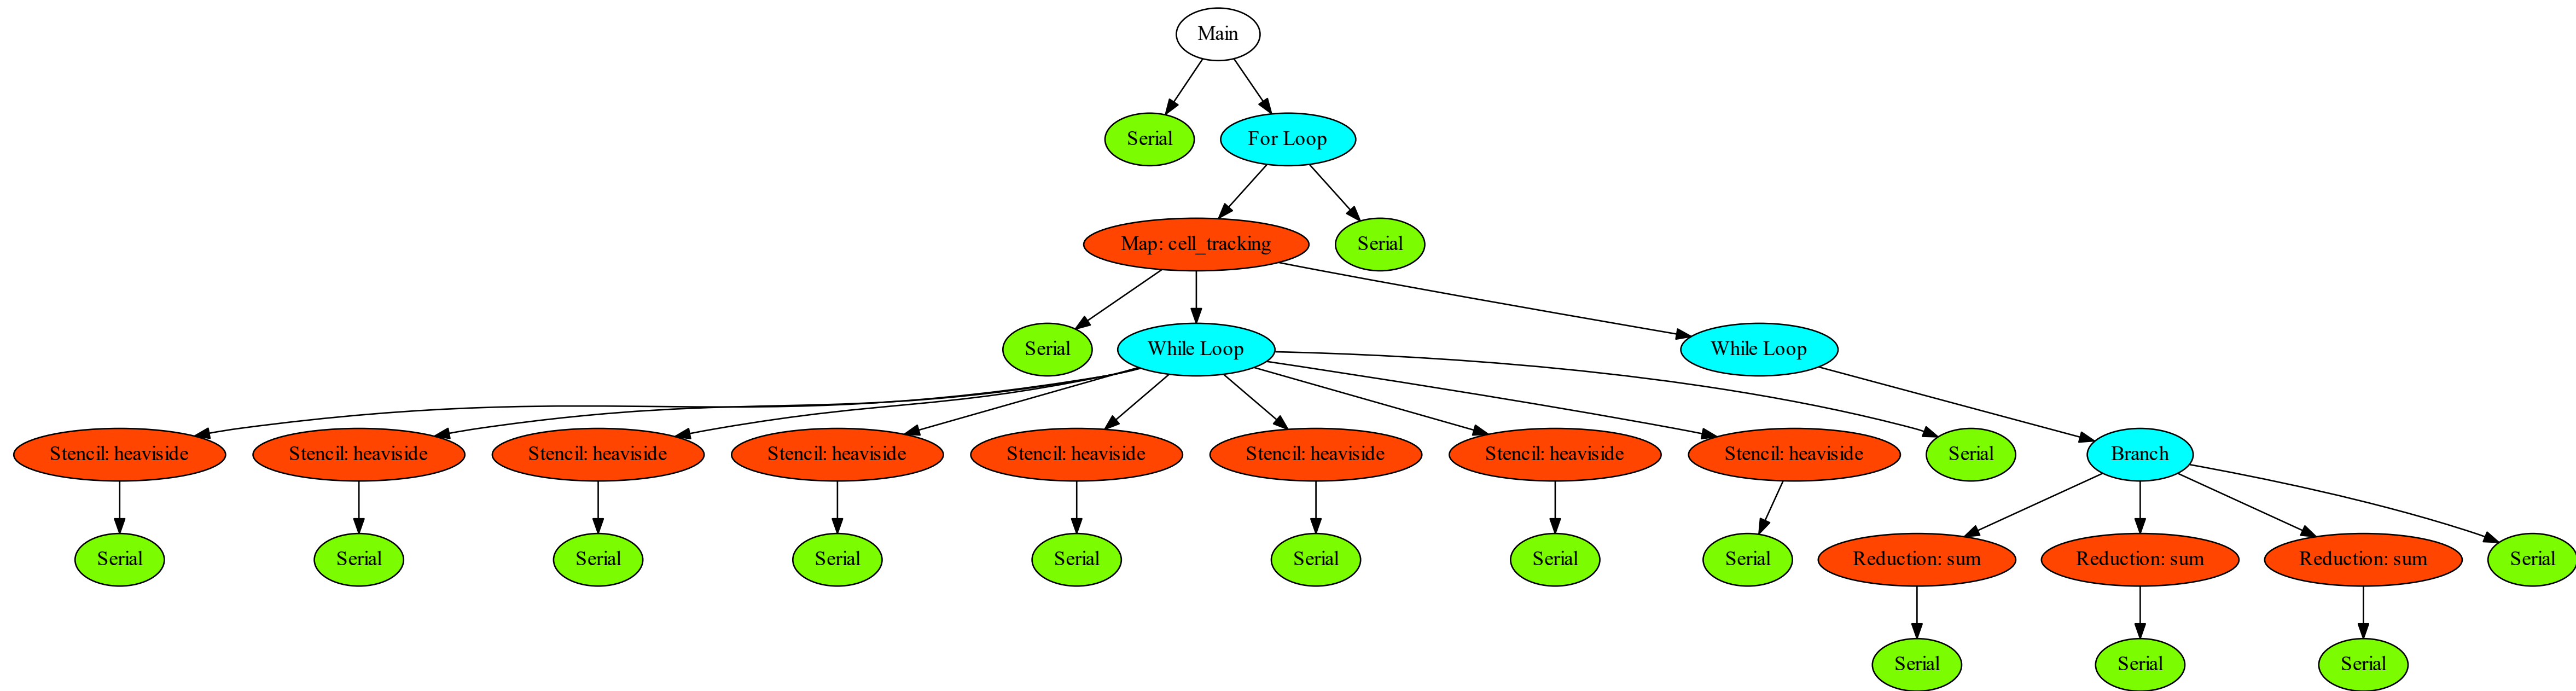 Main
Serial
For Loop
Map: cell_tracking
Serial
Serial
While Loop
While Loop
Stencil: heaviside
Stencil: heaviside
Stencil: heaviside
Stencil: heaviside
Stencil: heaviside
Stencil: heaviside
Stencil: heaviside
Stencil: heaviside
Serial
Branch
Serial
Serial
Serial
Serial
Serial
Serial
Serial
Serial
Reduction: sum
Reduction: sum
Reduction: sum
Serial
Serial
Serial
Serial